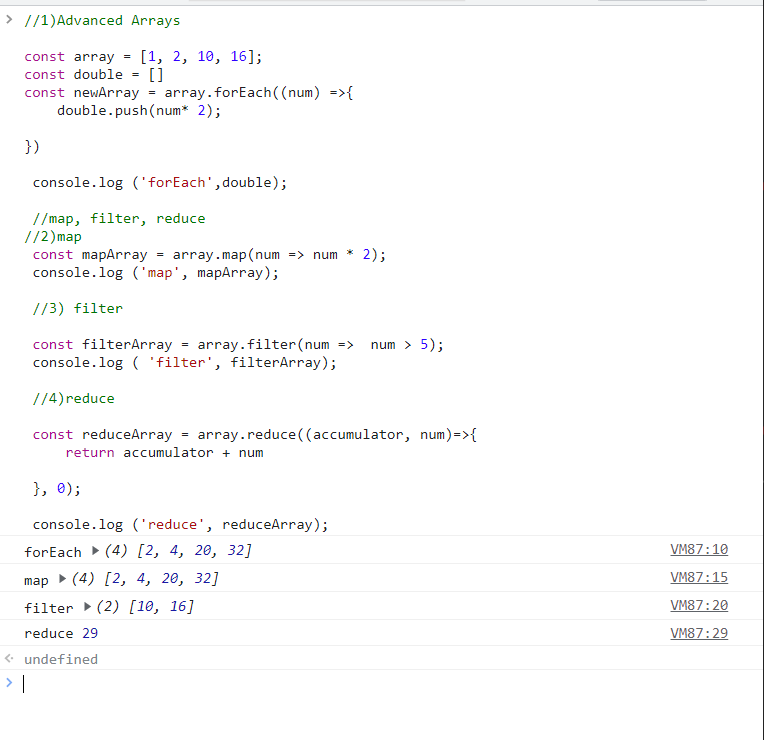 > //1)Advanced Arrays
const array = [1, 2, 10, 16];
const double = []
const newArray = array.forEach((num) =>{
    double.push(num* 2);
})
console.log ('forEach',double);
//map, filter, reduce
//2)map
const mapArray = array.map(num => num * 2);
console.log ('map', mapArray);
//3) filter
const filterArray = array.filter(num =>  num > 5);
console.log ( 'filter', filterArray);
//4)reduce
const reduceArray = array.reduce((accumulator, num)=>{
    return accumulator + num
}, 0);
console.log ('reduce', reduceArray);
forEach ▶ (4) [2, 4, 20, 32] VM87:10
map ▶ (4) [2, 4, 20, 32] VM87:15
filter ▶ (2) [10, 16] VM87:20
reduce 29 VM87:29
undefined
>